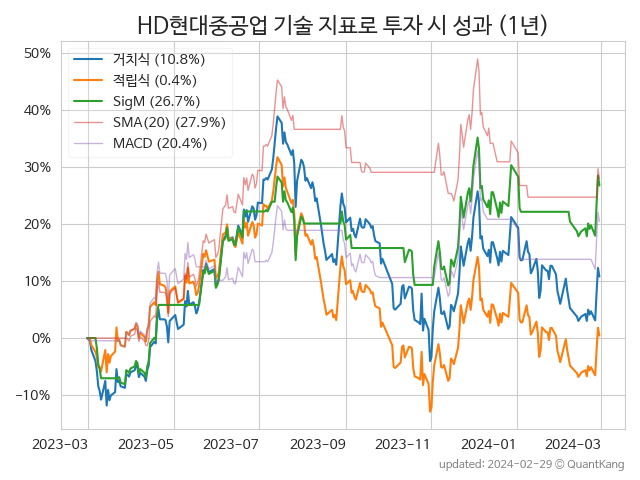 HD현대중공업 기술 지표로 투자 시 성과 (1년)
50%
40%
30%
20%
10%
0%
−10%
거치식 (10.8%)
적립식 (0.4%)
SigM (26.7%)
SMA(20) (27.9%)
MACD (20.4%)
2023-03
2023-05
2023-07
2023-09
2023-11
2024-01
2024-03
updated: 2024-02-29 ⓒ QuantKang